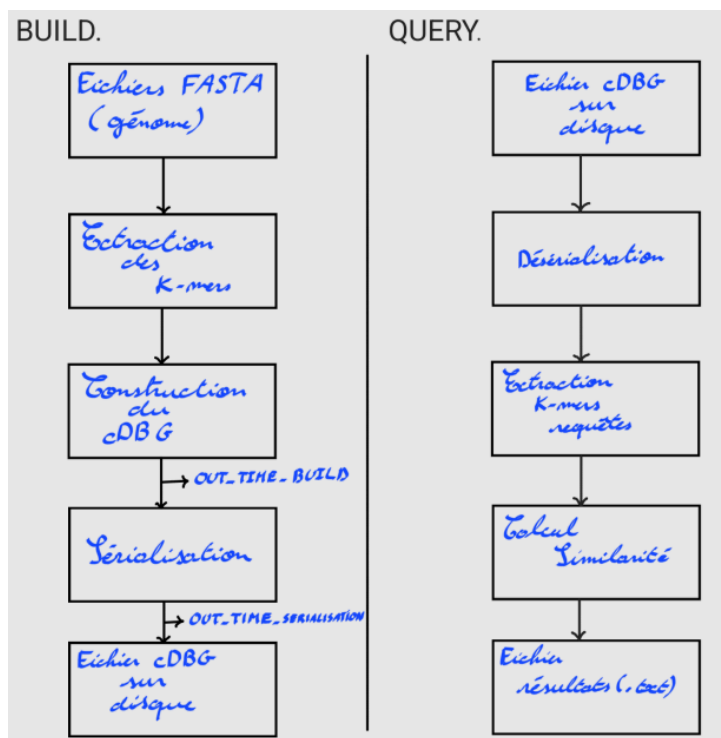 BUILD.
Fichiers FASTA
(génome)
Extraction
des
K-mers
Construction
du
cDBG
OUT_TIME_BUILD
Sérialisation
OUT_TIME_SERIALISATION
Fichier cDBG
sur
disque
QUERY.
Fichier cDBG
sur
disque
Désérialisation
Extraction
K-mers
requêtes
Calcul
Similarité
Fichier
résultats (.txt)